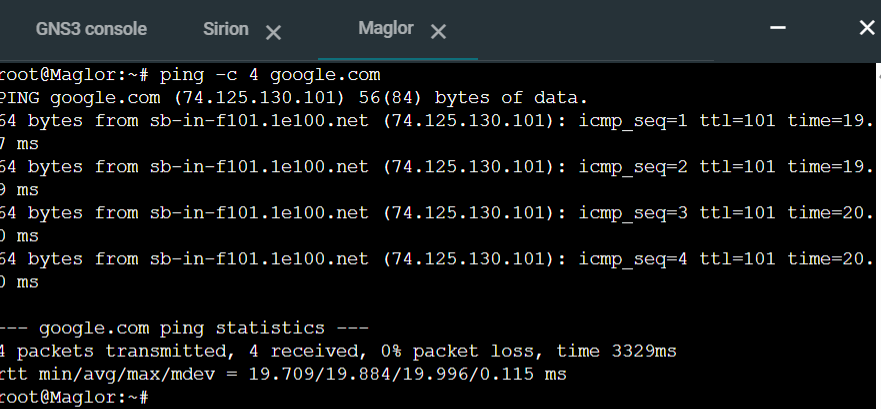 GNS3 console Sirion Maglor
root@Maglor:~# ping -c 4 google.com
PING google.com (74.125.130.101) 56(84) bytes of data.
64 bytes from sb-in-f101.1e100.net (74.125.130.101): icmp_seq=1 ttl=101 time=19.
7 ms
64 bytes from sb-in-f101.1e100.net (74.125.130.101): icmp_seq=2 ttl=101 time=19.
9 ms
64 bytes from sb-in-f101.1e100.net (74.125.130.101): icmp_seq=3 ttl=101 time=20.
0 ms
64 bytes from sb-in-f101.1e100.net (74.125.130.101): icmp_seq=4 ttl=101 time=20.
0 ms
--- google.com ping statistics ---
4 packets transmitted, 4 received, 0% packet loss, time 3329ms
rtt min/avg/max/mdev = 19.709/19.884/19.996/0.115 ms
root@Maglor:~#